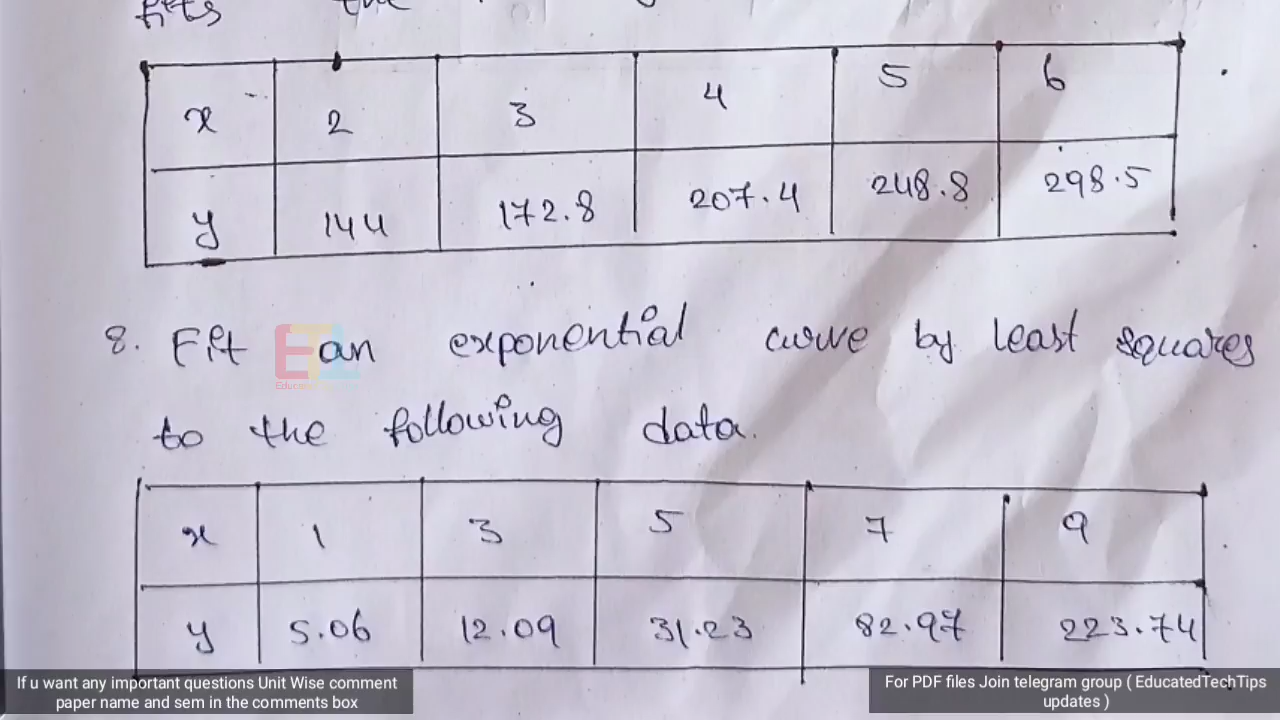 fits the
x 2 3 4 5 6
y 144 172.8 207.4 248.8 298.5
8. Fit an exponential curve by least squares
to the following data.
x 1 3 5 7 9
y 5.06 12.09 31.23 82.97 223.74
If u want any important questions Unit Wise comment
paper name and sem in the comments box
For PDF files Join telegram group ( EducatedTechTips
updates )